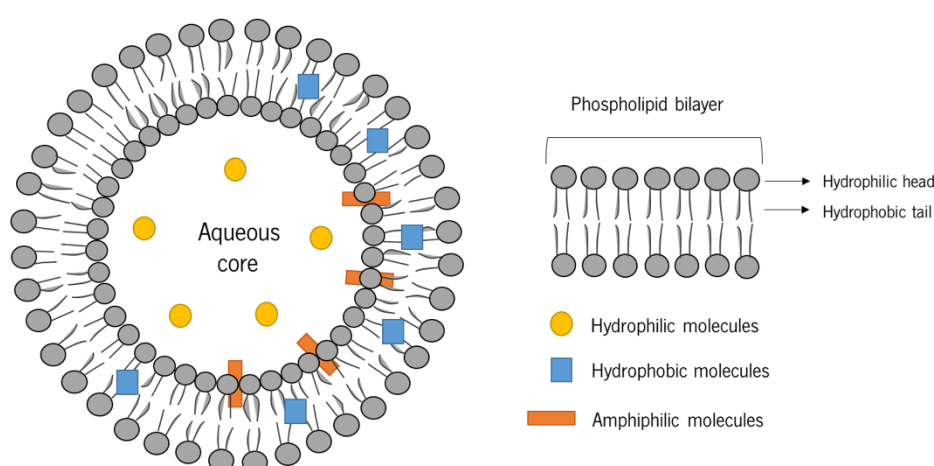 Aqueous
core
Phospholipid bilayer
Hydrophilic head
Hydrophobic tail
Hydrophilic molecules
Hydrophobic molecules
Amphiphilic molecules